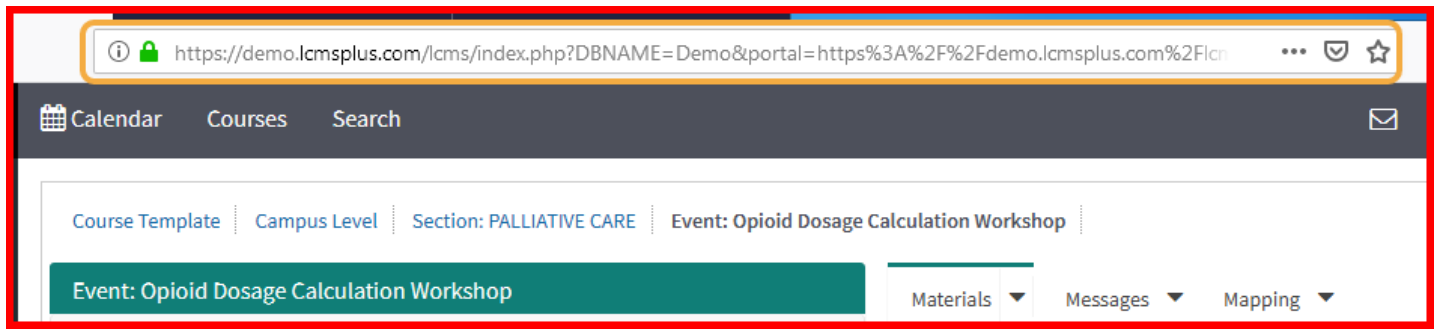 https://demo.lcmsplus.com/lcms/index.php?DBNAME=Demo&portal=https%3A%2F%2Fdemo.lcmsplus.com%2Flcn
Calendar Courses Search
Course Template Campus Level Section: PALLIATIVE CARE Event: Opioid Dosage Calculation Workshop
Event: Opioid Dosage Calculation Workshop
Materials Messages Mapping